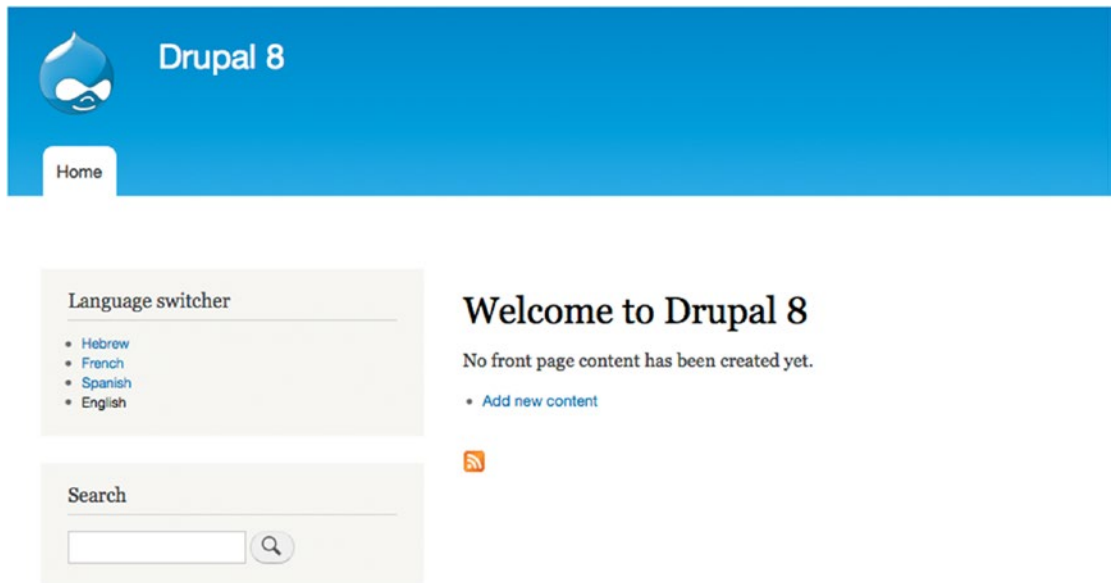 Drupal 8
Home
Language switcher
Hebrew
French
Spanish
English
Search
Welcome to Drupal 8
No front page content has been created yet.
Add new content